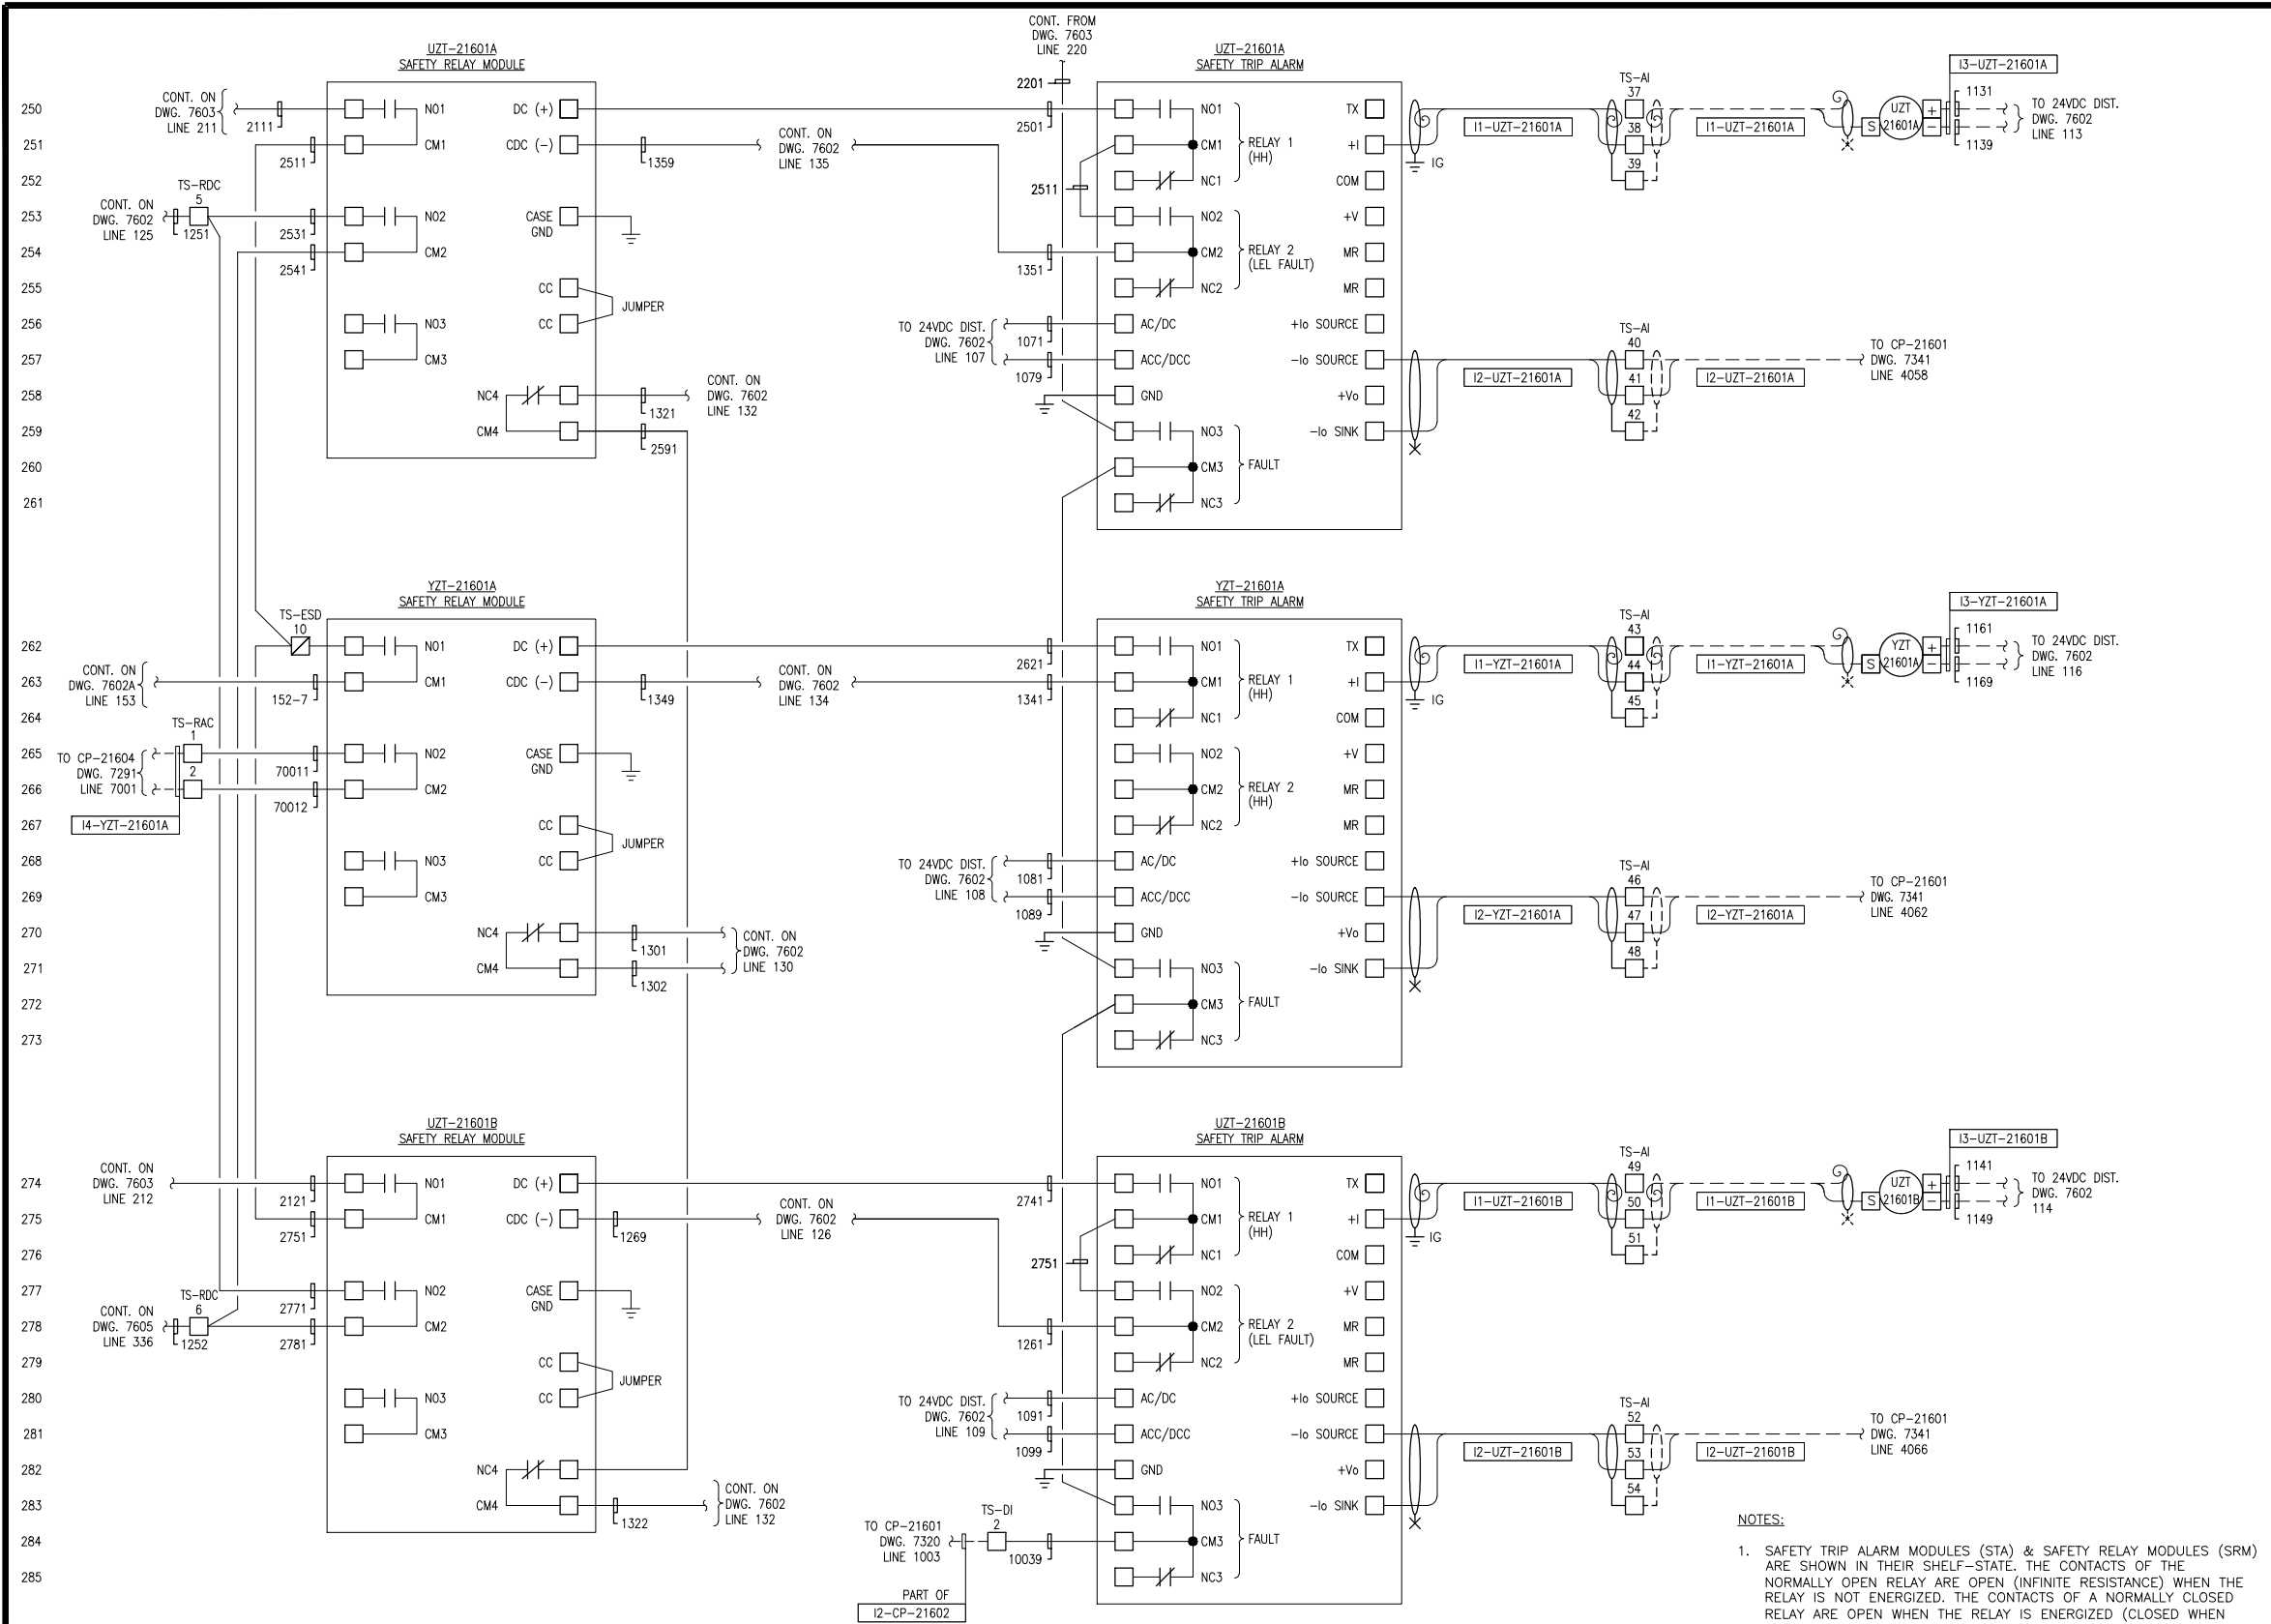 CONT. FROM
DWG. 7603
LINE 220
2201
UZT-21601A
SAFETY RELAY MODULE
250
251
252
253
254
255
256
257
258
259
260
261
CONT. ON
DWG. 7603
LINE 211
2111
2511
TS-RDC
5
CONT. ON
DWG. 7602
LINE 125
1251
2531
2541
NO1
CM1
NO2
CM2
NO3
CM3
NC4
CM4
DC (+)
CDC (-)
CASE
GND
CC
CC
JUMPER
1359
CONT. ON
DWG. 7602
LINE 135
1321
CONT. ON
DWG. 7602
LINE 132
2591
UZT-21601A
SAFETY TRIP ALARM
2501
2511
1351
TO 24VDC DIST.
DWG. 7602
LINE 107
1071
1079
NO1
CM1
NC1
RELAY 1
(HH)
NO2
CM2
NC2
RELAY 2
(LEL FAULT)
AC/DC
ACC/DCC
GND
NO3
CM3
NC3
FAULT
TX
+I
COM
+V
MR
MR
+Io SOURCE
-Io SOURCE
+Vo
-Io SINK
IG
I1-UZT-21601A
TS-AI
37
38
39
I1-UZT-21601A
S
UZT
21601A
+
-
I3-UZT-21601A
1131
1139
TO 24VDC DIST.
DWG. 7602
LINE 113
I2-UZT-21601A
TS-AI
40
41
42
I2-UZT-21601A
TO CP-21601
DWG. 7341
LINE 4058
YZT-21601A
SAFETY RELAY MODULE
262
263
264
265
266
267
268
269
270
271
272
273
TS-ESD
10
CONT. ON
DWG. 7602A
LINE 153
152-7
TS-RAC
1
2
TO CP-21604
DWG. 7291
LINE 7001
70011
70012
I4-YZT-21601A
NO1
CM1
NO2
CM2
NO3
CM3
NC4
CM4
DC (+)
CDC (-)
CASE
GND
CC
CC
JUMPER
1349
CONT. ON
DWG. 7602
LINE 134
1301
1302
CONT. ON
DWG. 7602
LINE 130
YZT-21601A
SAFETY TRIP ALARM
2621
1341
TO 24VDC DIST.
DWG. 7602
LINE 108
1081
1089
NO1
CM1
NC1
RELAY 1
(HH)
NO2
CM2
NC2
RELAY 2
(HH)
AC/DC
ACC/DCC
GND
NO3
CM3
NC3
FAULT
TX
+I
COM
+V
MR
MR
+Io SOURCE
-Io SOURCE
+Vo
-Io SINK
IG
I1-YZT-21601A
TS-AI
43
44
45
I1-YZT-21601A
S
YZT
21601A
+
-
I3-YZT-21601A
1161
1169
TO 24VDC DIST.
DWG. 7602
LINE 116
I2-YZT-21601A
TS-AI
46
47
48
I2-YZT-21601A
TO CP-21601
DWG. 7341
LINE 4062
UZT-21601B
SAFETY RELAY MODULE
274
275
276
277
278
279
280
281
282
283
284
285
CONT. ON
DWG. 7603
LINE 212
2121
2751
2771
TS-RDC
6
CONT. ON
DWG. 7605
LINE 336
1252
2781
NO1
CM1
NO2
CM2
NO3
CM3
NC4
CM4
DC (+)
CDC (-)
CASE
GND
CC
CC
JUMPER
1269
CONT. ON
DWG. 7602
LINE 126
1322
CONT. ON
DWG. 7602
LINE 132
UZT-21601B
SAFETY TRIP ALARM
2741
2751
1261
TO 24VDC DIST.
DWG. 7602
LINE 109
1091
1099
TO CP-21601
DWG. 7320
LINE 1003
TS-DI
2
10039
PART OF
I2-CP-21602
NO1
CM1
NC1
RELAY 1
(HH)
NO2
CM2
NC2
RELAY 2
(LEL FAULT)
AC/DC
ACC/DCC
GND
NO3
CM3
NC3
FAULT
TX
+I
COM
+V
MR
MR
+Io SOURCE
-Io SOURCE
+Vo
-Io SINK
IG
I1-UZT-21601B
TS-AI
49
50
51
I1-UZT-21601B
S
UZT
21601B
+
-
I3-UZT-21601B
1141
1149
TO 24VDC DIST.
DWG. 7602
114
I2-UZT-21601B
TS-AI
52
53
54
I2-UZT-21601B
TO CP-21601
DWG. 7341
LINE 4066
NOTES:
1. SAFETY TRIP ALARM MODULES (STA) & SAFETY RELAY MODULES (SRM)
ARE SHOWN IN THEIR SHELF-STATE. THE CONTACTS OF THE
NORMALLY OPEN RELAY ARE OPEN (INFINITE RESISTANCE) WHEN THE
RELAY IS NOT ENERGIZED. THE CONTACTS OF A NORMALLY CLOSED
RELAY ARE OPEN WHEN THE RELAY IS ENERGIZED (CLOSED WHEN